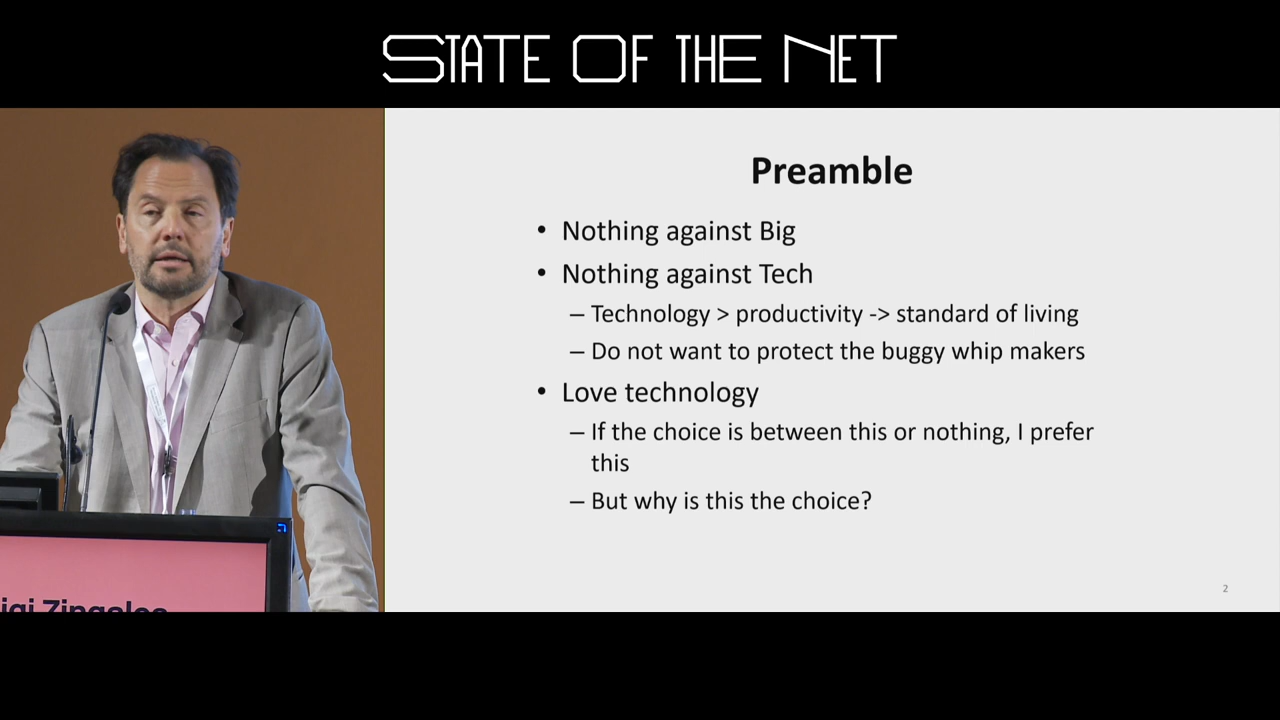 STATE OF THE NET
Preamble
• Nothing against Big
• Nothing against Tech
– Technology > productivity -> standard of living
– Do not want to protect the buggy whip makers
• Love technology
– If the choice is between this or nothing, I prefer
this
– But why is this the choice?
2